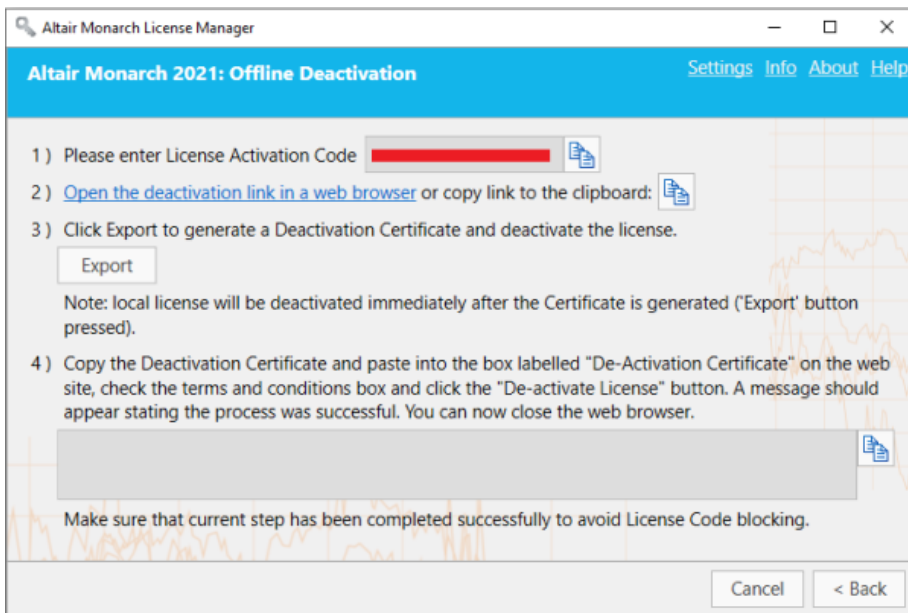 Altair Monarch License Manager
Altair Monarch 2021: Offline Deactivation
Settings Info About Help
1 ) Please enter License Activation Code
2 ) Open the deactivation link in a web browser or copy link to the clipboard:
3 ) Click Export to generate a Deactivation Certificate and deactivate the license.
Export
Note: local license will be deactivated immediately after the Certificate is generated ('Export' button
pressed).
4 ) Copy the Deactivation Certificate and paste into the box labelled "De-Activation Certificate" on the web
site, check the terms and conditions box and click the "De-activate License" button. A message should
appear stating the process was successful. You can now close the web browser.
Make sure that current step has been completed successfully to avoid License Code blocking.
Cancel < Back